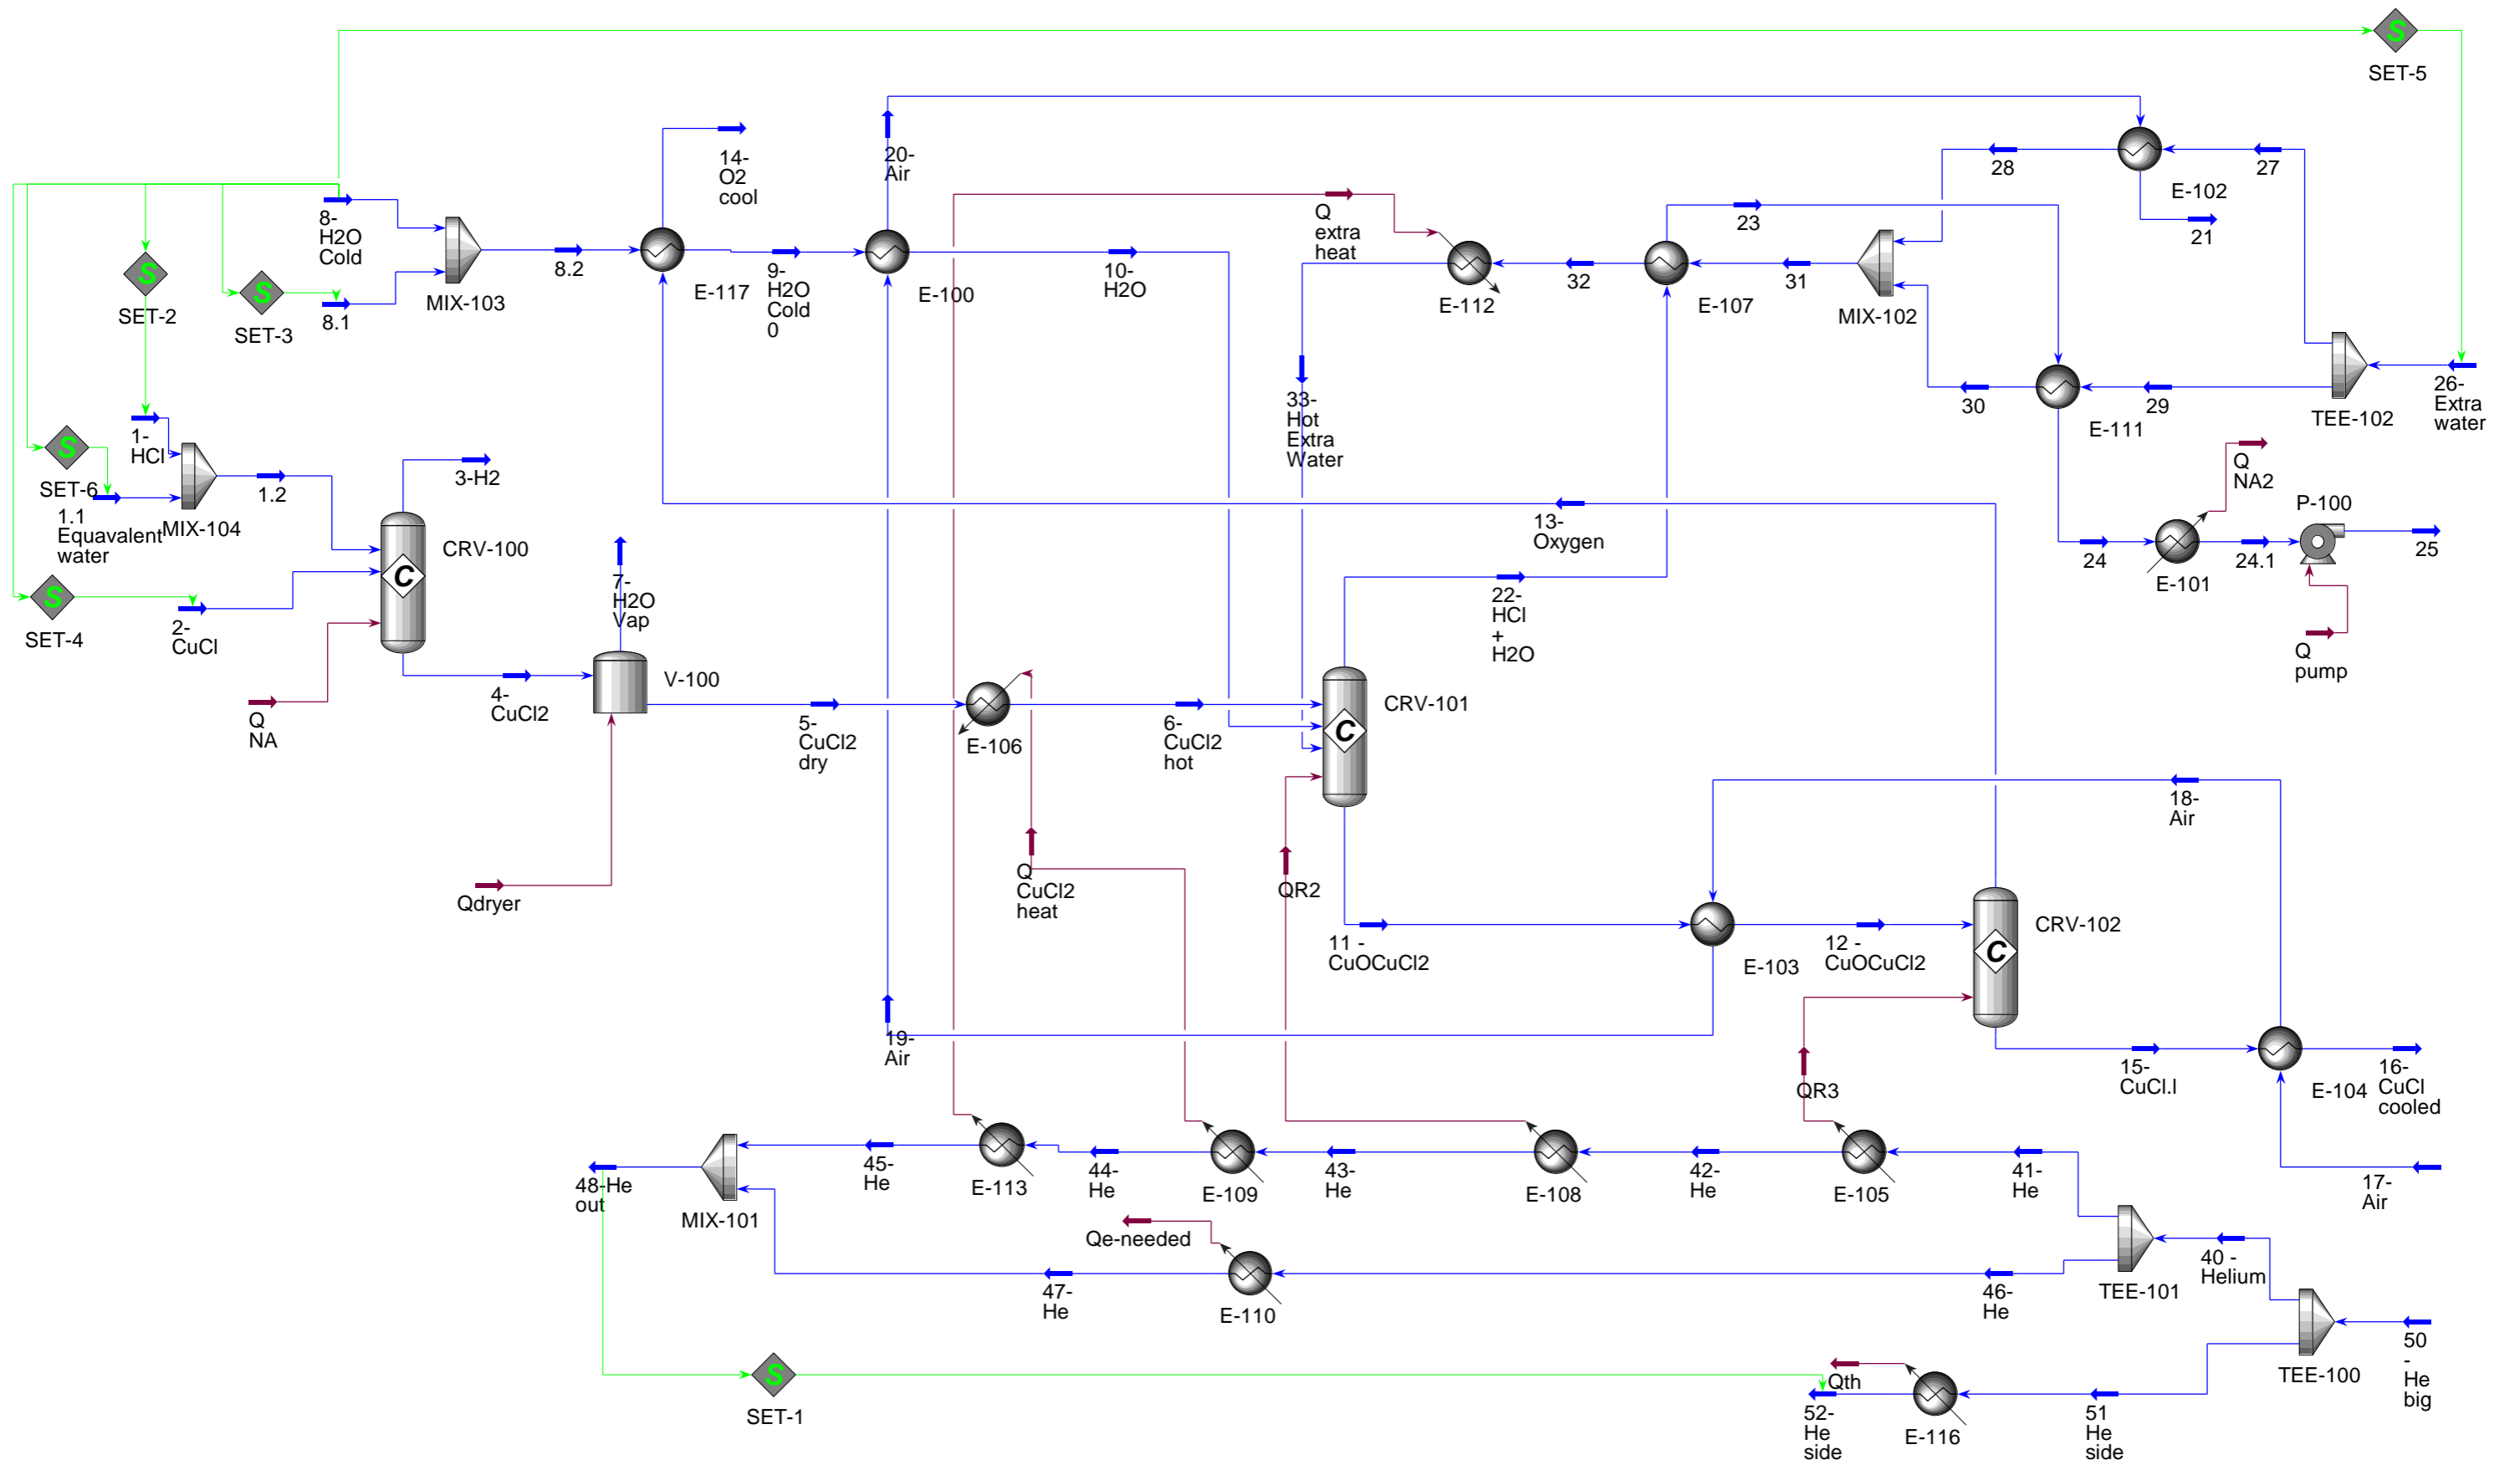 SET-5
14-
O2
cool
20-
Air
8-
H2O
Cold
8.2
E-117
9-
H2O
Cold
0
E-100
10-
H2O
Q
extra
heat
E-112
32
23
E-107
31
28
27
E-102
21
MIX-102
S
SET-2
S
SET-3
8.1
MIX-103
33-
Hot
Extra
Water
30
29
E-111
TEE-102
26-
Extra
water
1-
HCl
S
SET-6
1.1
Equavalent
water
MIX-104
1.2
3-H2
CRV-100
C
13-
Oxygen
Q
NA2
P-100
24
E-101
24.1
25
Q
pump
S
SET-4
2-
CuCl
7-
H2O
Vap
22-
HCl
+
H2O
Q
NA
4-
CuCl2
V-100
5-
CuCl2
dry
E-106
6-
CuCl2
hot
CRV-101
C
18-
Air
Qdryer
Q
CuCl2
heat
QR2
11 -
CuOCuCl2
E-103
12 -
CuOCuCl2
CRV-102
C
19-
Air
QR3
15-
CuCl.l
E-104
16-
CuCl
cooled
17-
Air
48-He
out
MIX-101
45-
He
E-113
44-
He
E-109
43-
He
E-108
42-
He
E-105
41-
He
Qe-needed
47-
He
E-110
46-
He
TEE-101
40 -
Helium
TEE-100
50
-
He
big
S
SET-1
Qth
52-
He
side
E-116
51
He
side
S